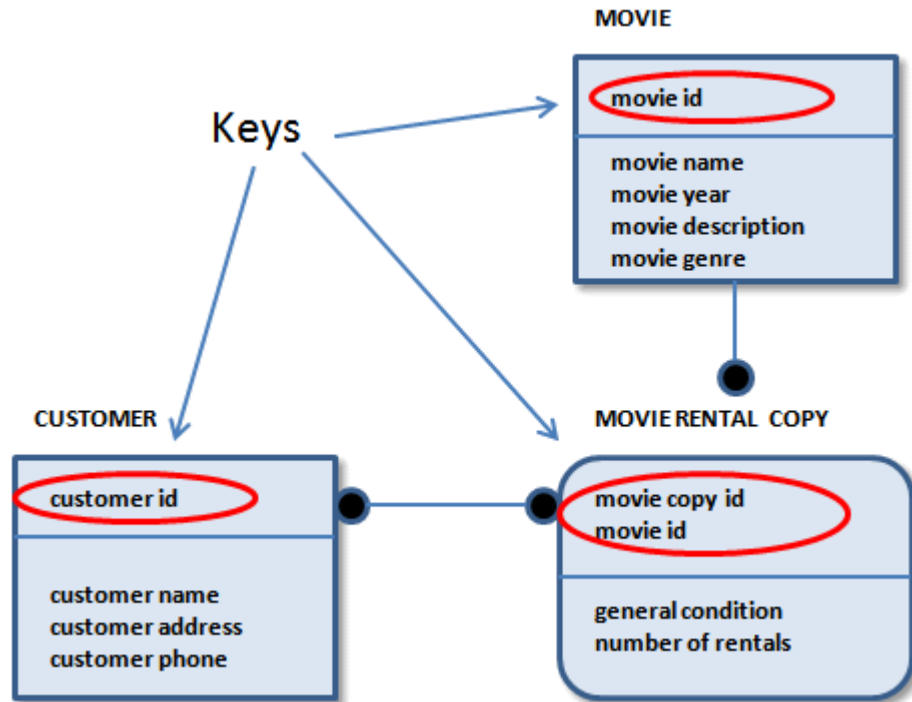 MOVIE
movie id
Keys
movie name
movie year
movie description
movie genre
CUSTOMER
MOVIE RENTAL COPY
customer id
movie copy id
movie id
customer name
customer address
customer phone
general condition
number of rentals